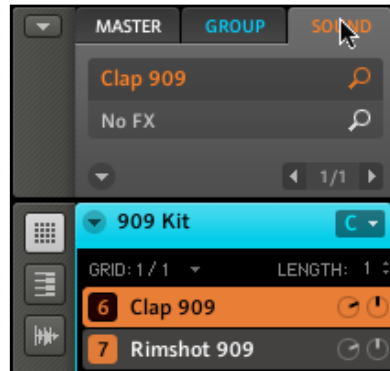 MASTER GROUP SOUND
Clap 909
No FX
1/1
909 Kit C
GRID: 1/1 LENGTH: 1
6 Clap 909
7 Rimshot 909